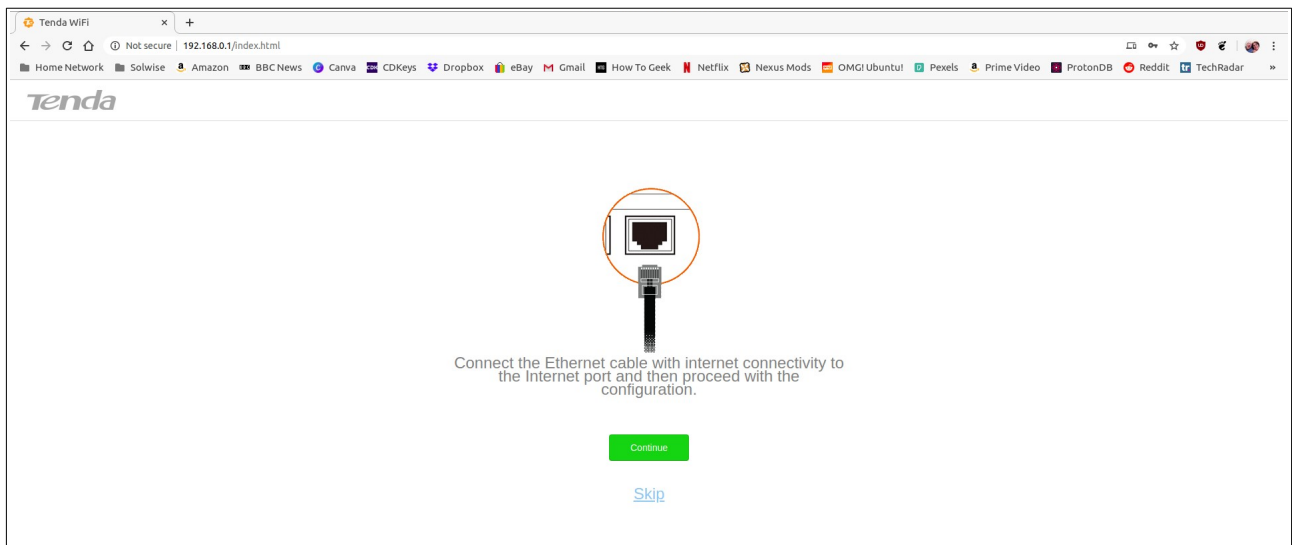 Tenda WiFi
Not secure | 192.168.0.1/index.html
Home Network Solwise Amazon BBC News Canva CDKeys Dropbox eBay Gmail How To Geek Netflix Nexus Mods OMG! Ubuntu! Pexels Prime Video ProtonDB Reddit TechRadar »
Tenda
Connect the Ethernet cable with internet connectivity to
the Internet port and then proceed with the
configuration.
Continue
Skip